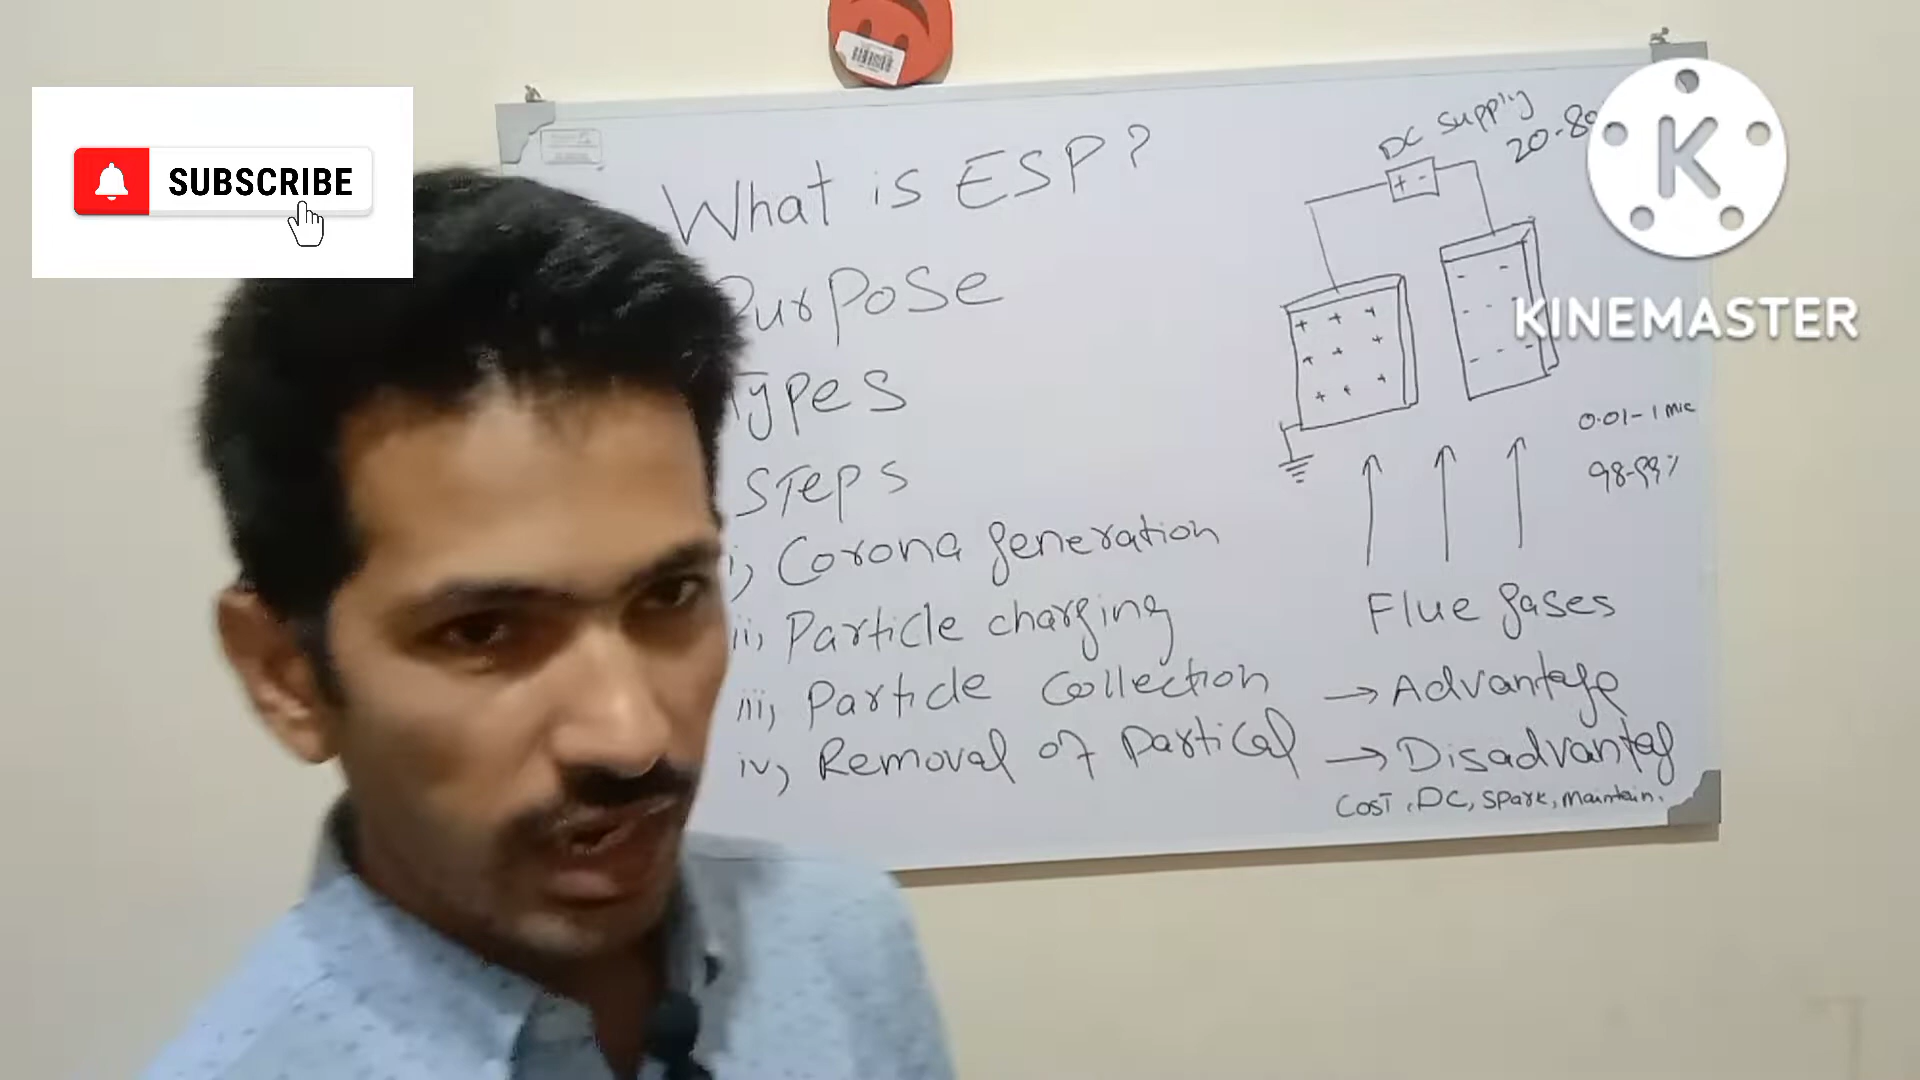 SUBSCRIBE
What is ESP?
Purpose
Types
STeps
i) Corona generation
ii) Particle charging
iii) Particle Collection
iv) Removal of Partical
DC Supply
20-80
+ -
+ + +
+ + +
+ + +
- -
- -
- - -
0.01-1 mic
98-99%
Flue gases
→ Advantage
→ Disadvantag
CosT, DC, Spark, maintain.
K
KINEMASTER